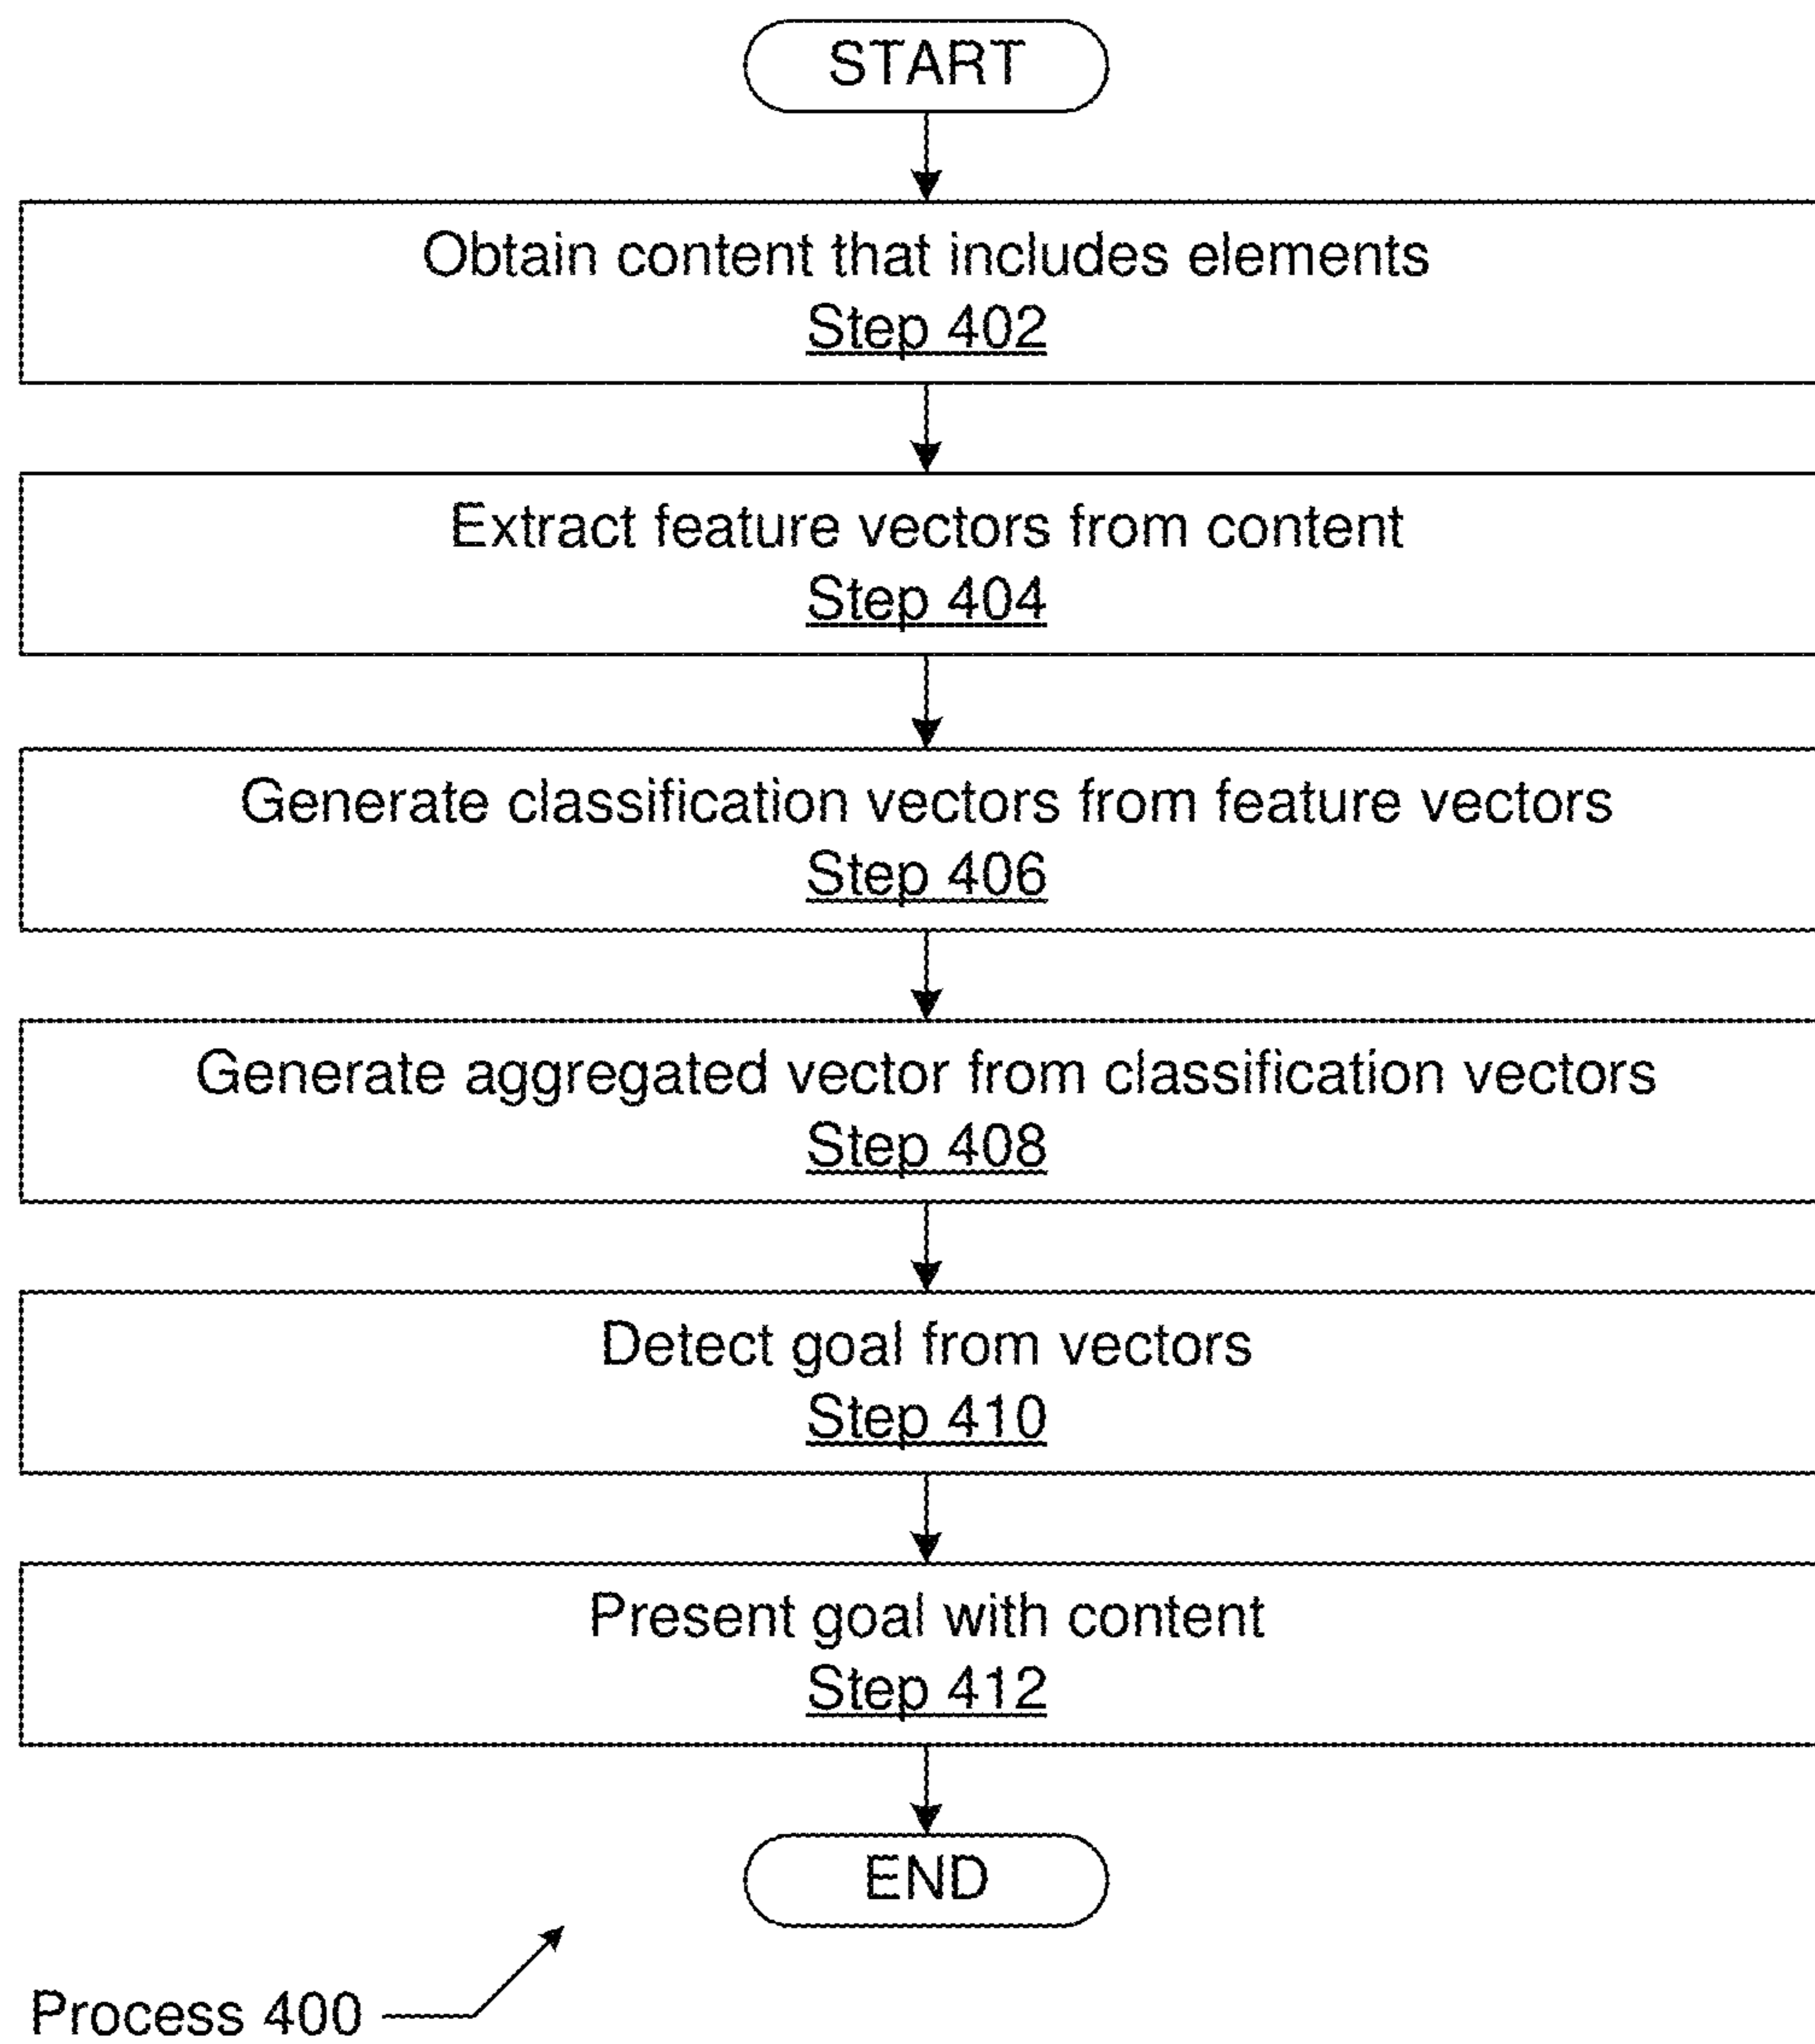 START
Obtain content that includes elements
Step 402
Extract feature vectors from content
Step 404
Generate classification vectors from feature vectors
Step 406
Generate aggregated vector from classification vectors
Step 408
Detect goal from vectors
Step 410
Present goal with content
Step 412
END
Process 400